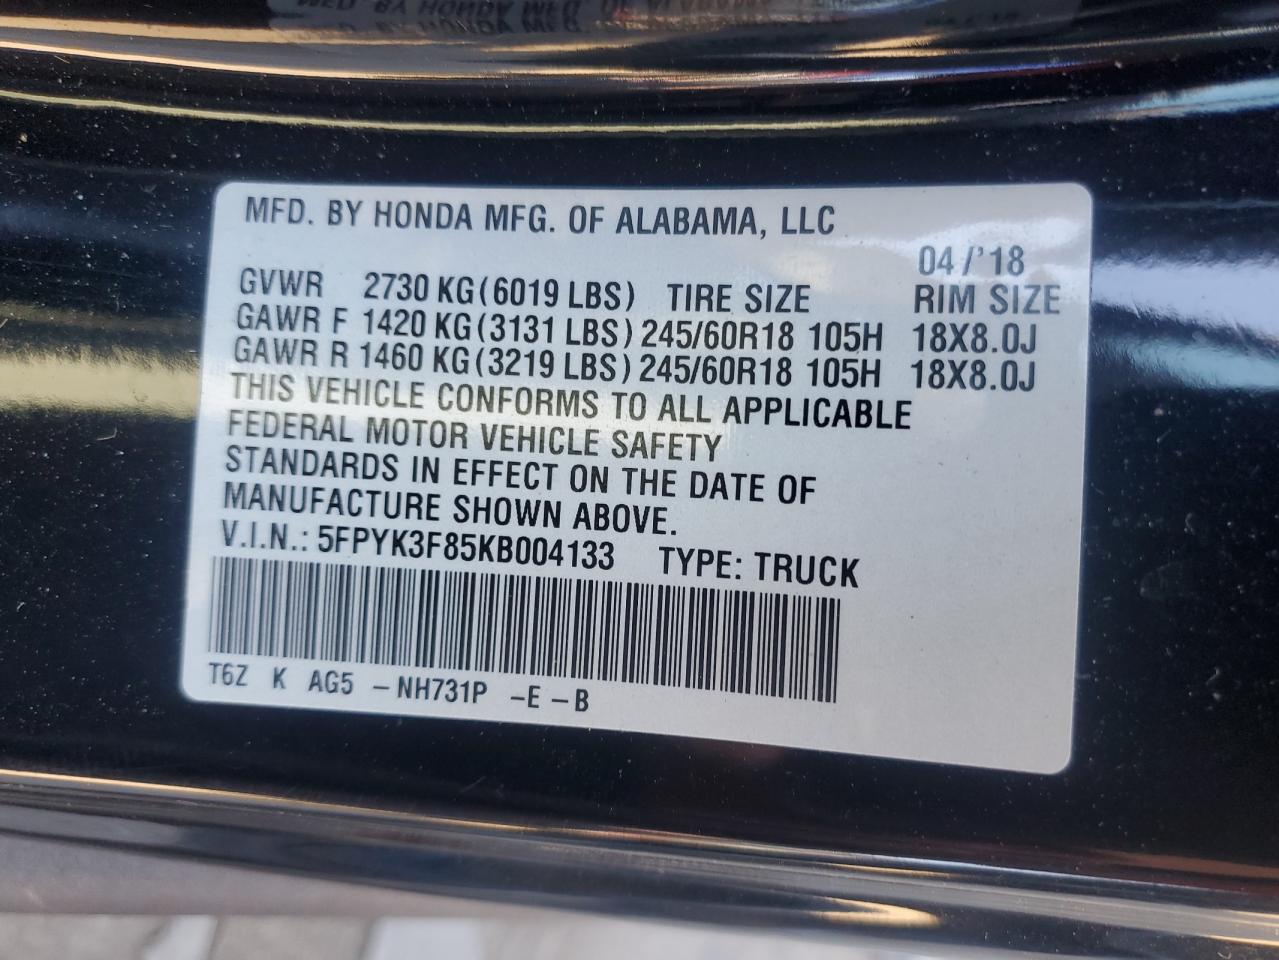 MFD. BY HONDA MFG. OF ALABAMA, LLC
04/'18
GVWR 2730 KG(6019 LBS) TIRE SIZE RIM SIZE
GAWR F 1420 KG(3131 LBS) 245/60R18 105H 18X8.0J
GAWR R 1460 KG(3219 LBS) 245/60R18 105H 18X8.0J
THIS VEHICLE CONFORMS TO ALL APPLICABLE
FEDERAL MOTOR VEHICLE SAFETY
STANDARDS IN EFFECT ON THE DATE OF
MANUFACTURE SHOWN ABOVE.
V.I.N.: 5FPYK3F85KB004133 TYPE: TRUCK
T6Z K AG5 -NH731P -E-B